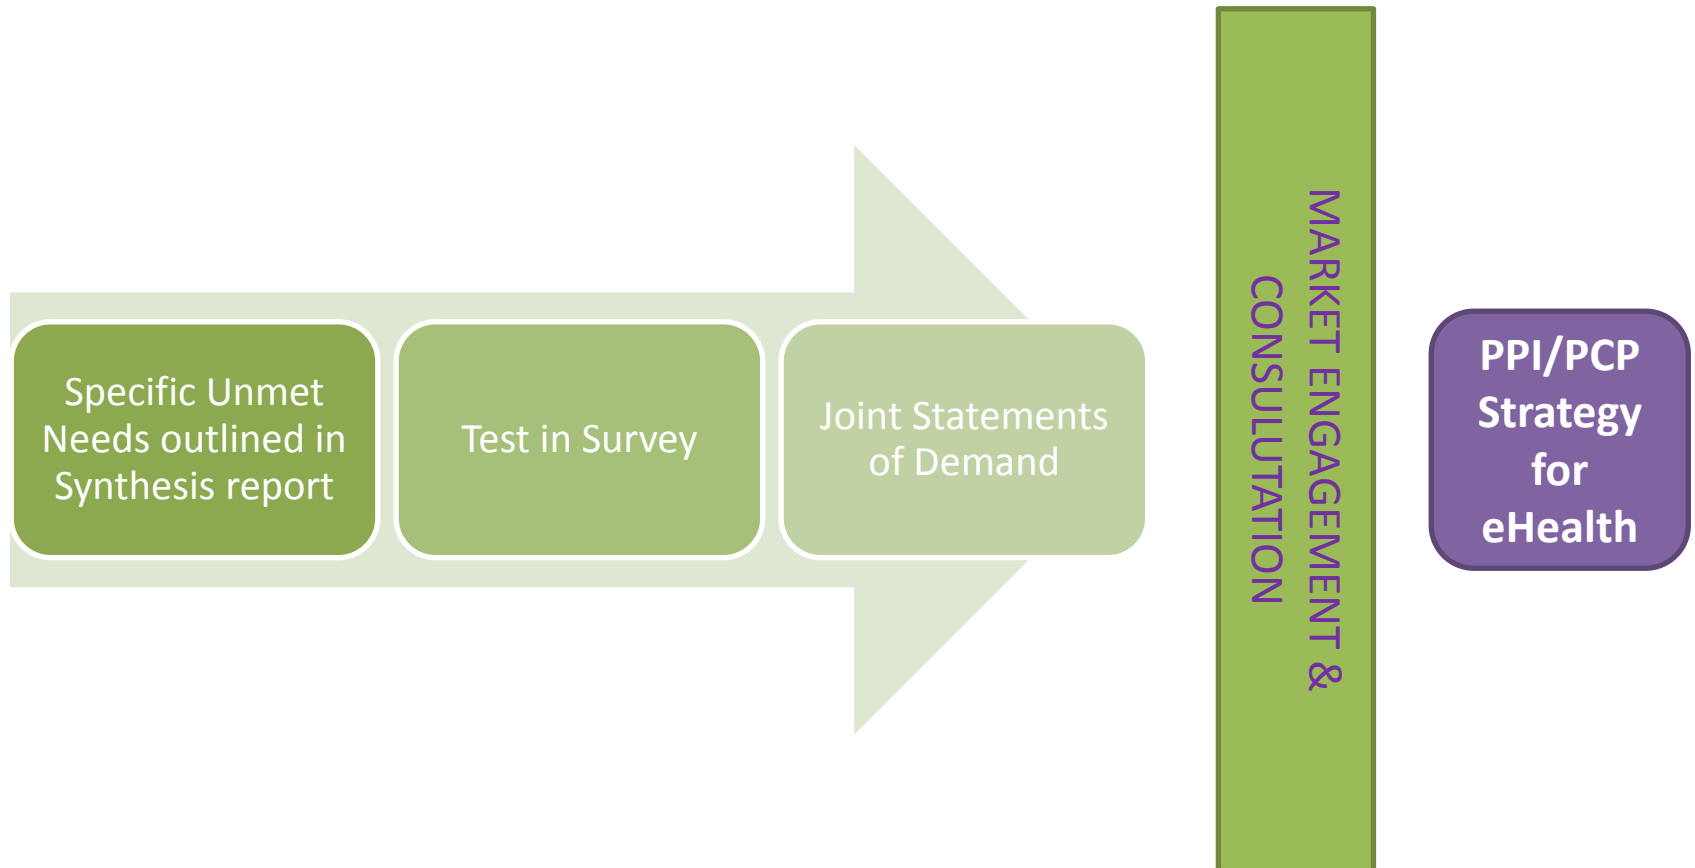 Specific Unmet
Needs outlined in
Synthesis report
Test in Survey
Joint Statements
of Demand
MARKET ENGAGEMENT &
CONSULUTATION
PPI/PCP
Strategy
for
eHealth